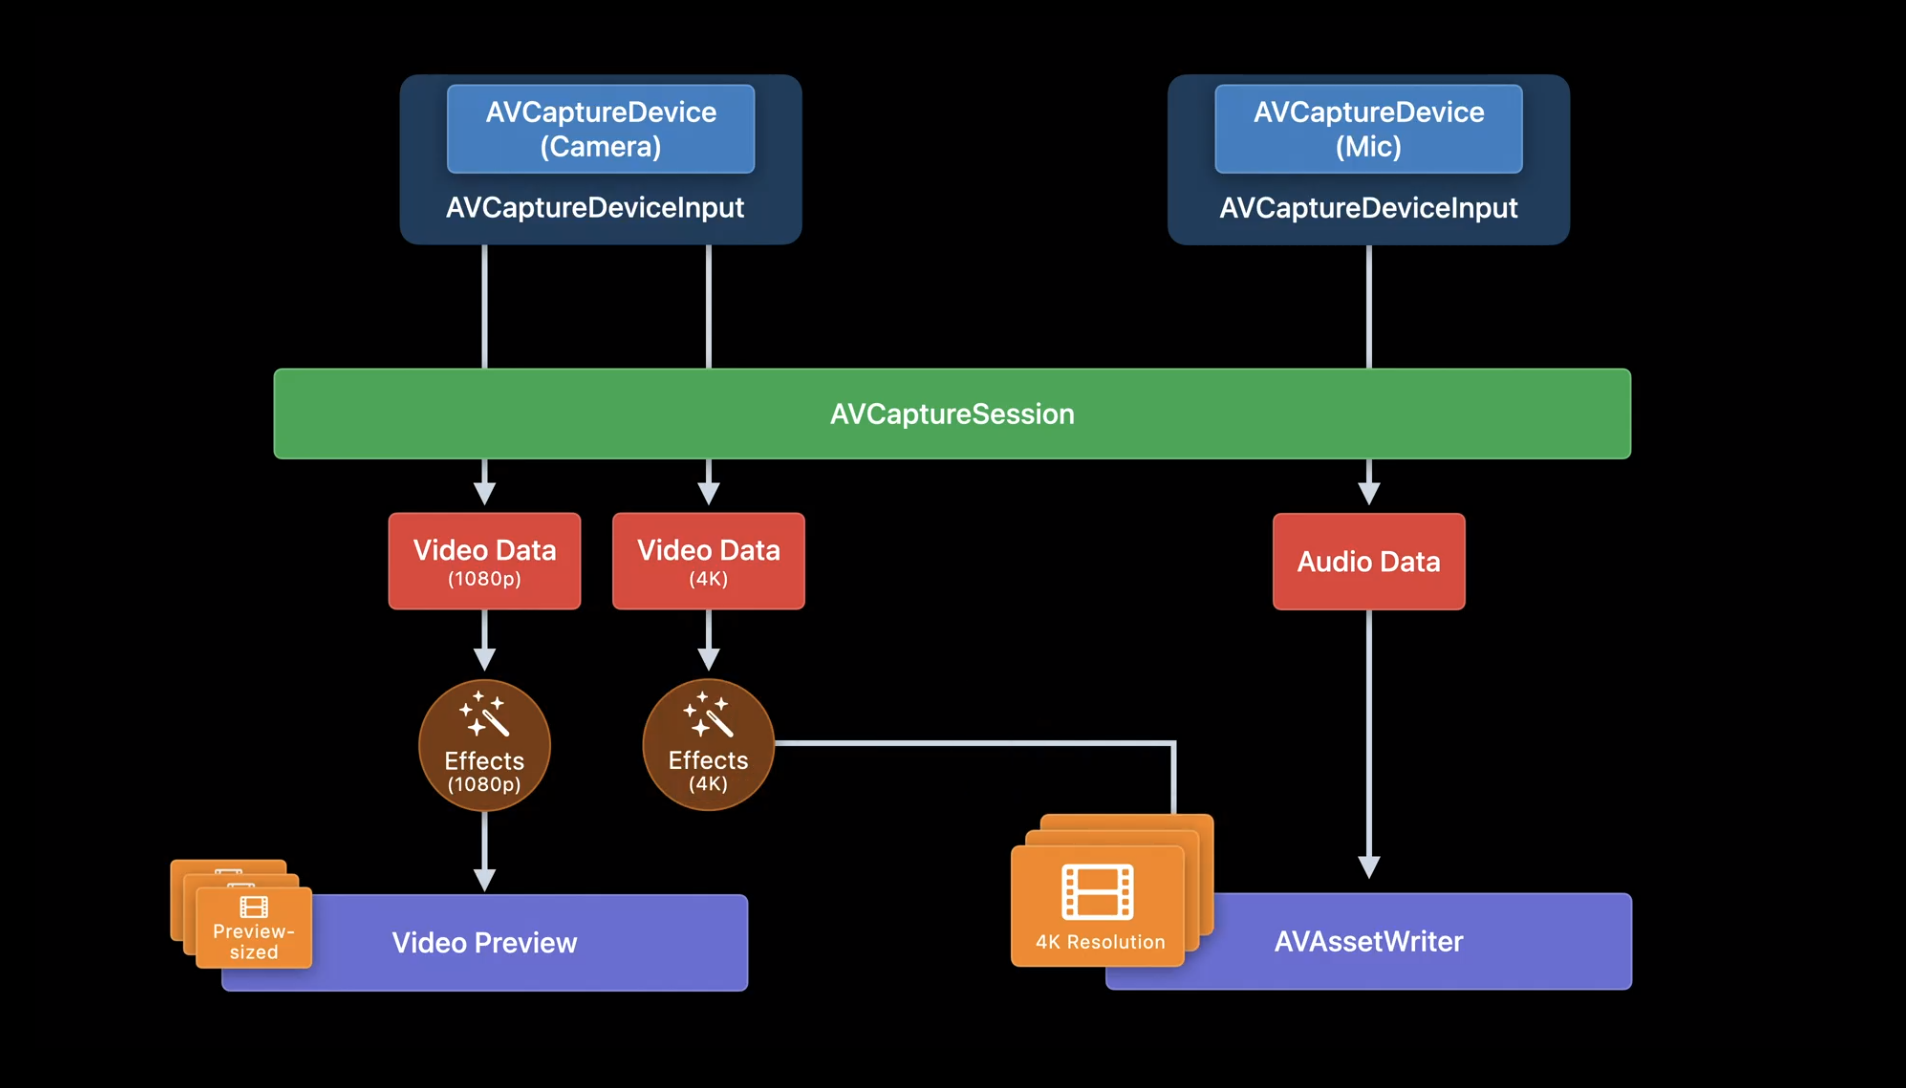 AVCaptureDevice
(Camera)
AVCaptureDeviceInput
AVCaptureDevice
(Mic)
AVCaptureDeviceInput
AVCaptureSession
Video Data
(1080p)
Video Data
(4K)
Audio Data
Effects
(1080p)
Effects
(4K)
Preview-
sized
Video Preview
4K Resolution
AVAssetWriter